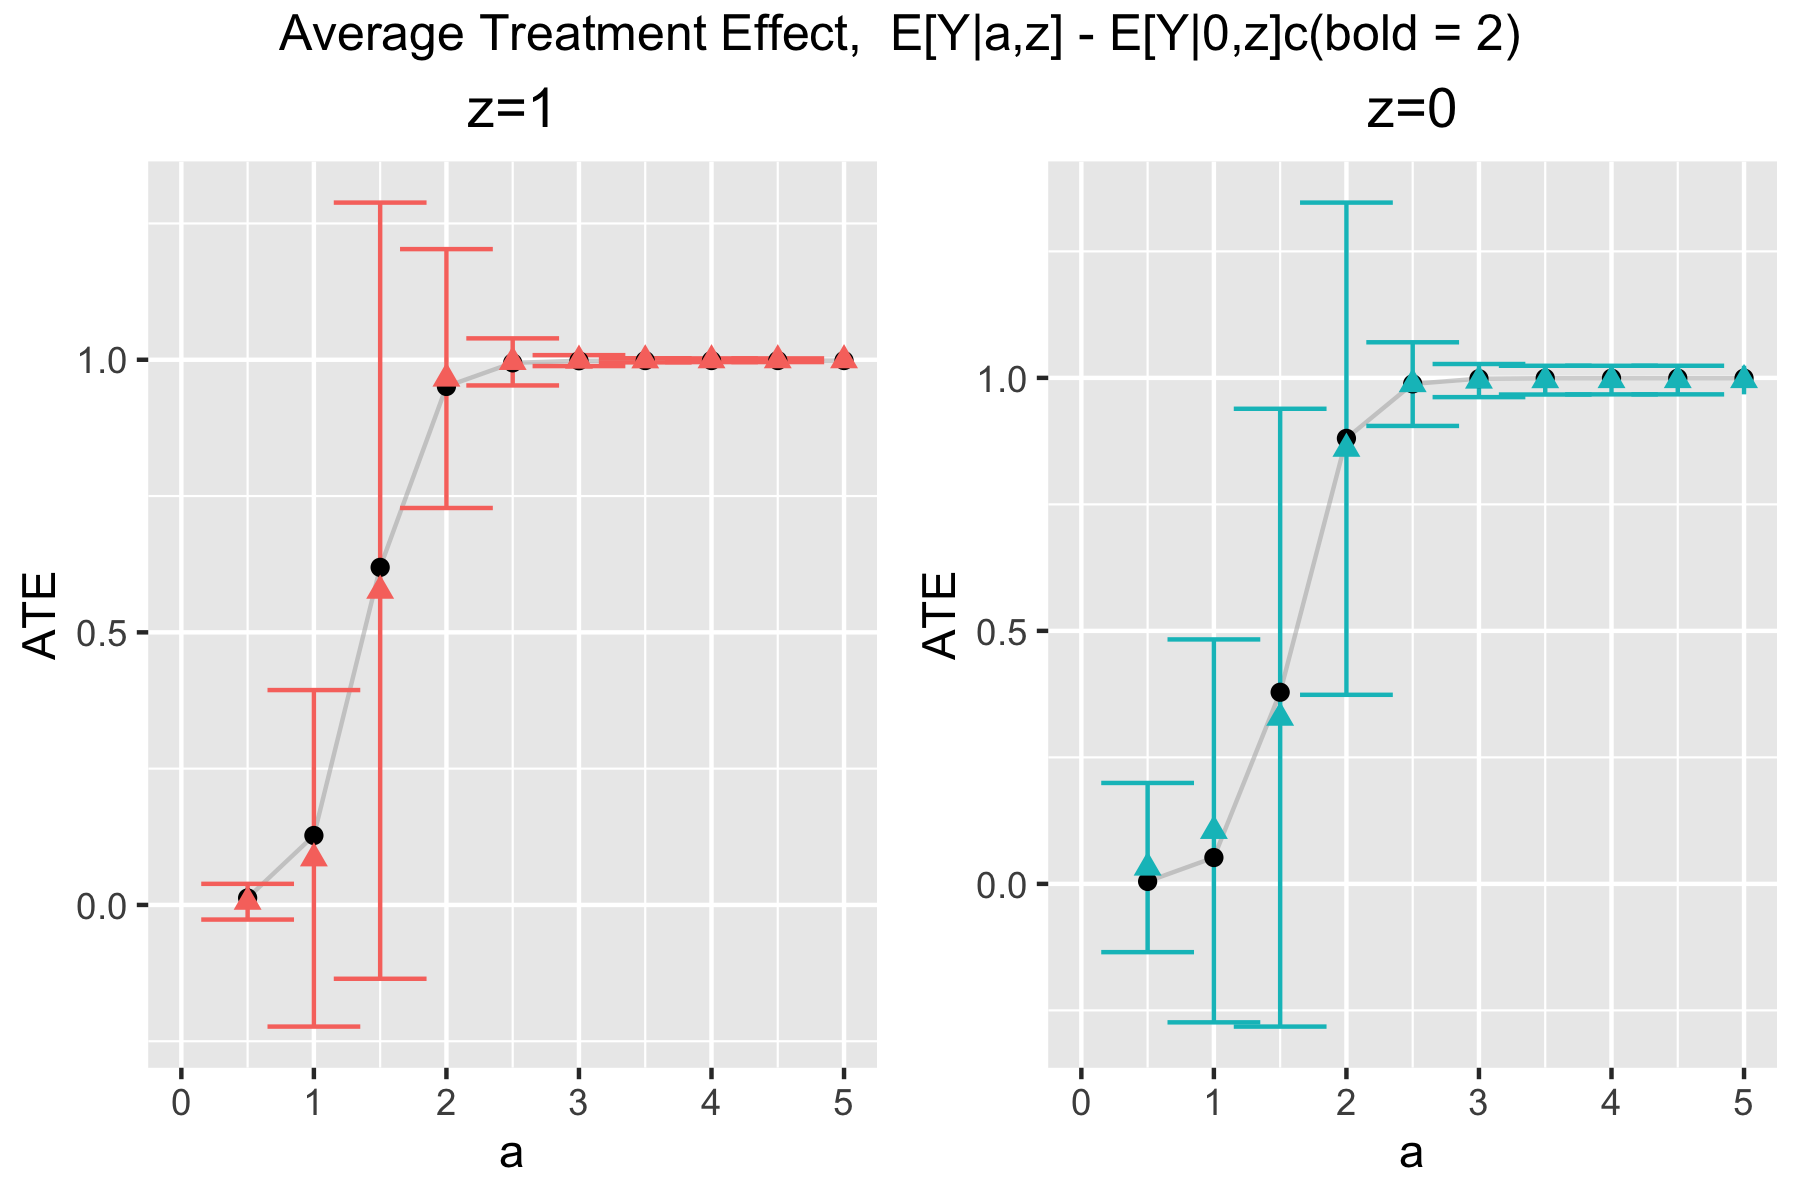 Average Treatment Effect,  E[Y|a,z] - E[Y|0,z]c(bold = 2)
z=1
z=0
ATE
1.0
0.5
0.0
0 1 2 3 4 5
a
ATE
1.0
0.5
0.0
0 1 2 3 4 5
a